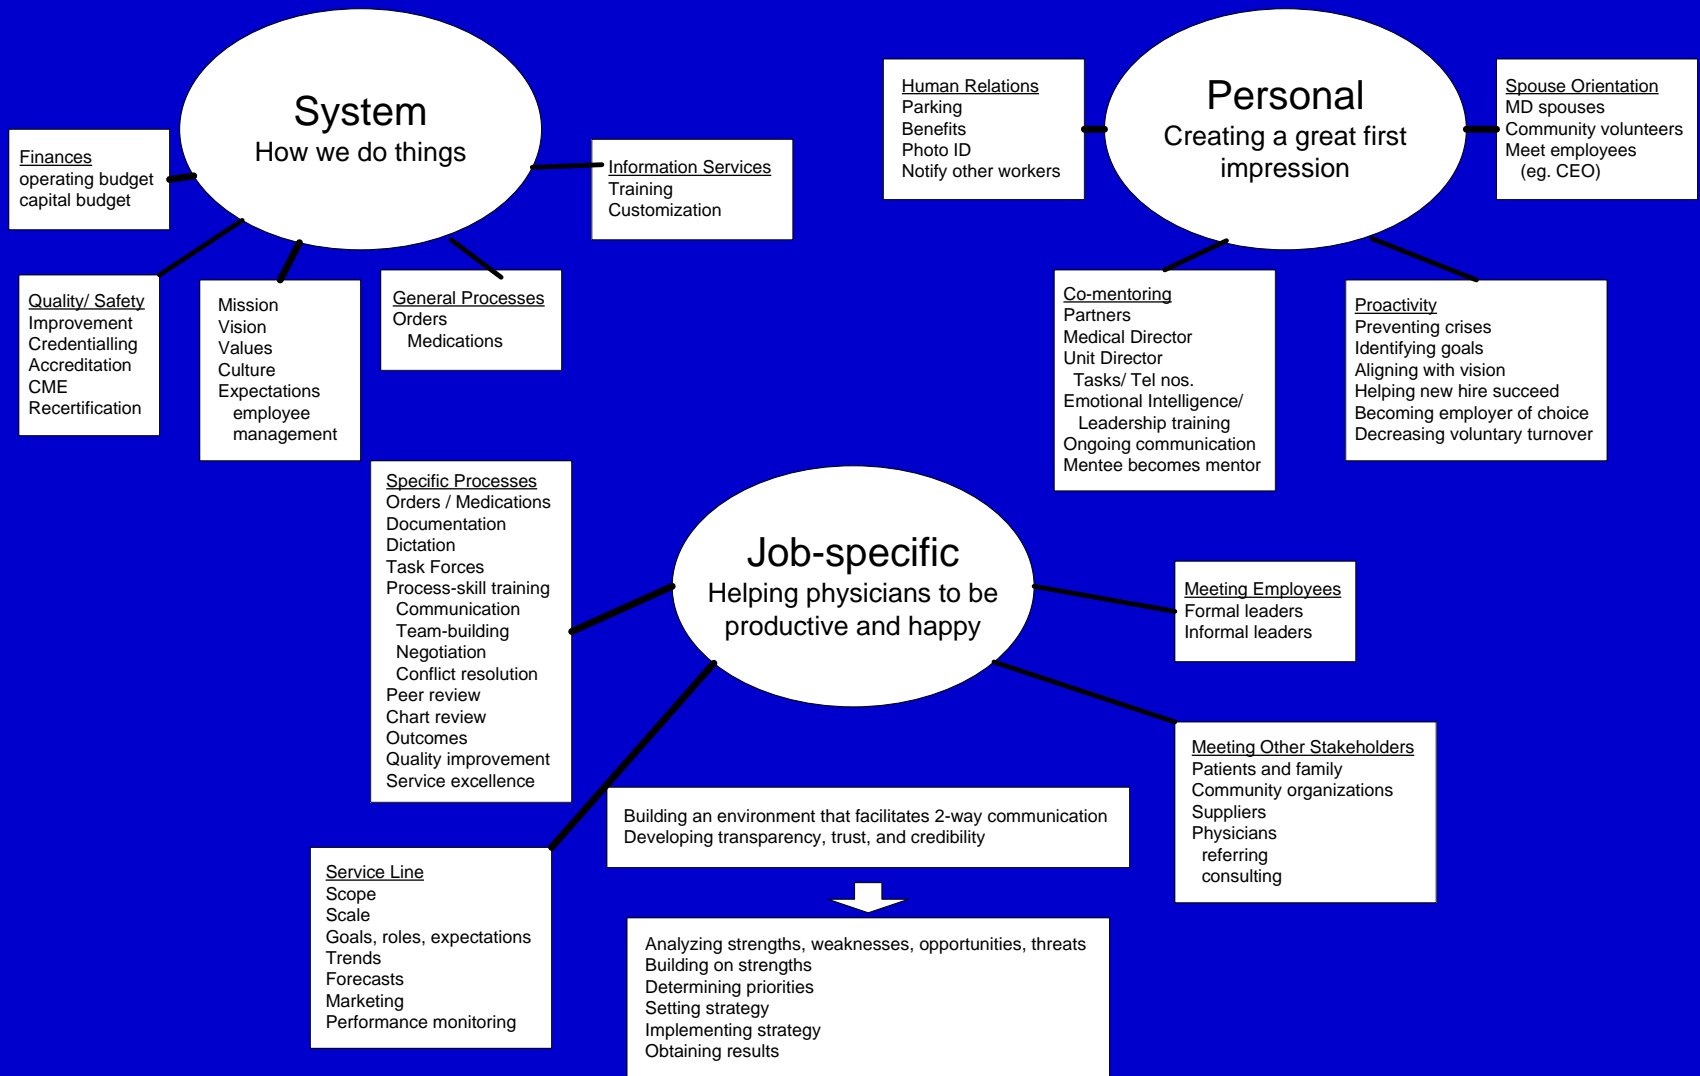 System
How we do things
Finances
operating budget
capital budget
Information Services
Training
Customization
Quality/ Safety
Improvement
Credentialling
Accreditation
CME
Recertification
Mission
Vision
Values
Culture
Expectations
employee
management
General Processes
Orders
Medications
Personal
Creating a great first
impression
Human Relations
Parking
Benefits
Photo ID
Notify other workers
Spouse Orientation
MD spouses
Community volunteers
Meet employees
(eg. CEO)
Co-mentoring
Partners
Medical Director
Unit Director
Tasks/ Tel nos.
Emotional Intelligence/
Leadership training
Ongoing communication
Mentee becomes mentor
Proactivity
Preventing crises
Identifying goals
Aligning with vision
Helping new hire succeed
Becoming employer of choice
Decreasing voluntary turnover
Job-specific
Helping physicians to be
productive and happy
Specific Processes
Orders / Medications
Documentation
Dictation
Task Forces
Process-skill training
Communication
Team-building
Negotiation
Conflict resolution
Peer review
Chart review
Outcomes
Quality improvement
Service excellence
Meeting Employees
Formal leaders
Informal leaders
Meeting Other Stakeholders
Patients and family
Community organizations
Suppliers
Physicians
referring
consulting
Service Line
Scope
Scale
Goals, roles, expectations
Trends
Forecasts
Marketing
Performance monitoring
Building an environment that facilitates 2-way communication
Developing transparency, trust, and credibility
Analyzing strengths, weaknesses, opportunities, threats
Building on strengths
Determining priorities
Setting strategy
Implementing strategy
Obtaining results